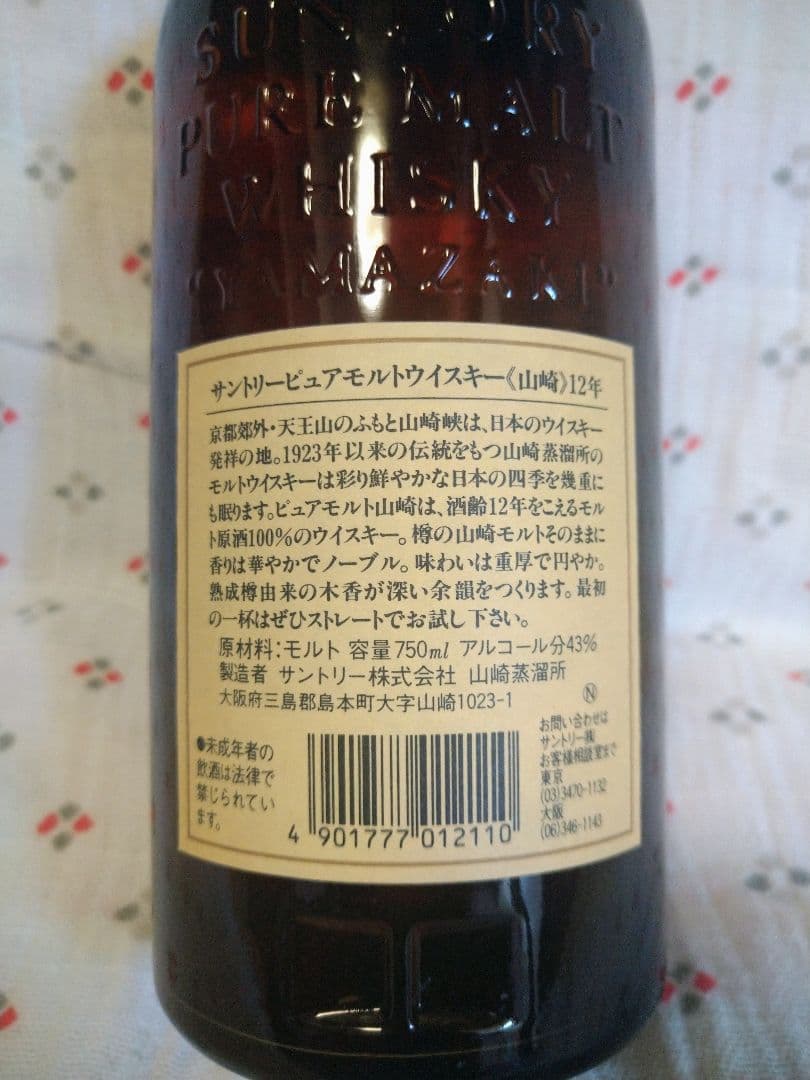 SUNTORY
PURE MALT
WHISKY
"YAMAZAKI"
サントリーピュアモルトウイスキー《山崎》12年
京都郊外・天王山のふもと山崎峡は、日本のウイスキー
発祥の地。1923年以来の伝統をもつ山崎蒸溜所の
モルトウイスキーは彩り鮮やかな日本の四季を幾重に
も眠ります。ピュアモルト山崎は、酒齢12年をこえるモル
ト原酒100%のウイスキー。樽の山崎モルトそのままに
香りは華やかでノーブル。味わいは重厚で円やか。
熟成樽由来の木香が深い余韻をつくります。最初
の一杯はぜひストレートでお試し下さい。
原材料：モルト 容量750ml アルコール分43%
製造者 サントリー株式会社 山崎蒸溜所
大阪府三島郡島本町大字山崎1023-1
Ⓝ
●未成年者の
飲酒は法律で
禁じられてい
ます。
4 901777 012110
お問い合わせは
サントリー㈱
お客様相談室まで
東京
(03)3470-1132
大阪
(06)346-1143